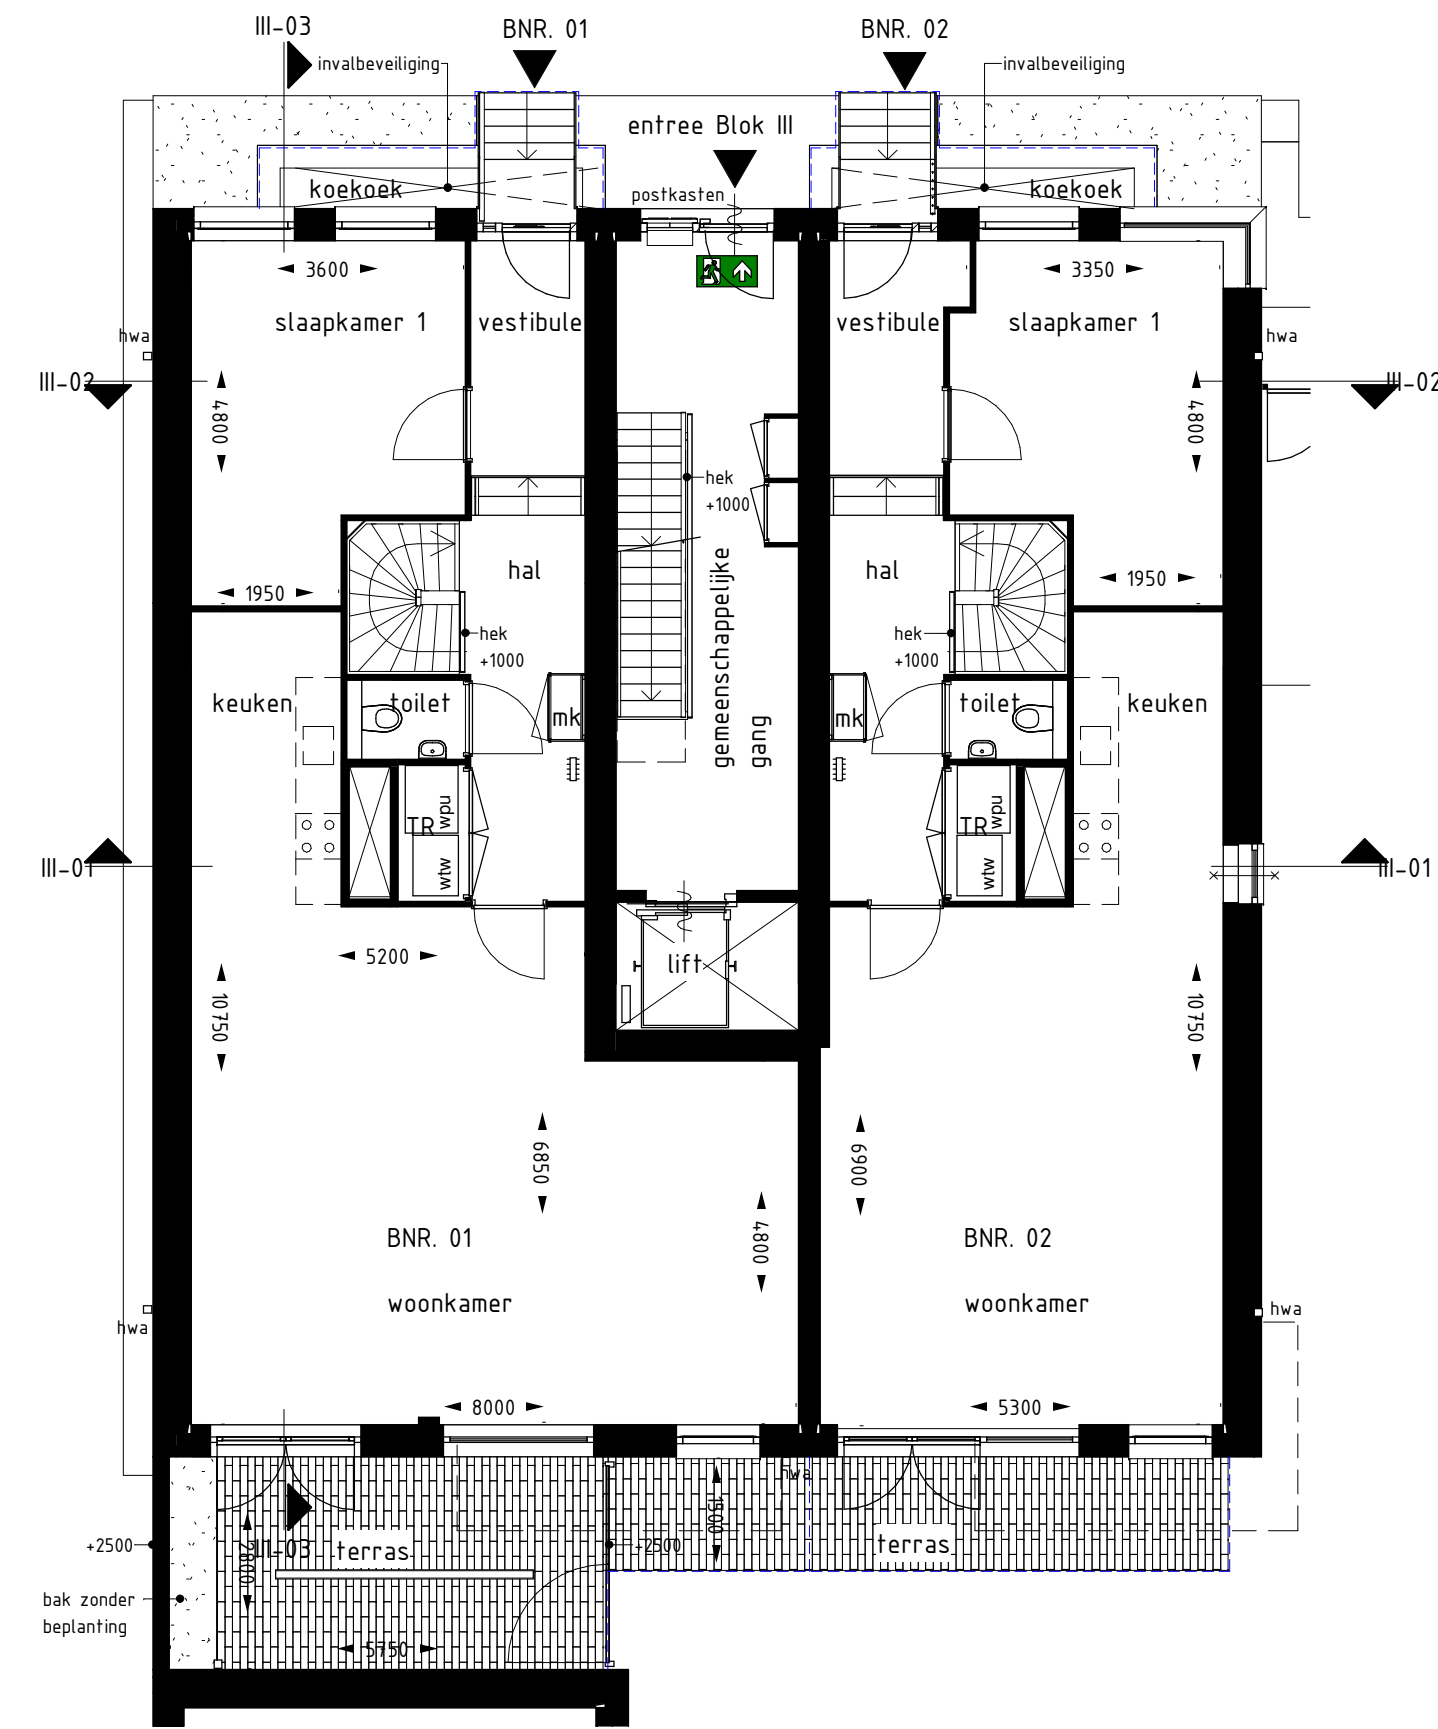 III-03
BNR. 01
BNR. 02
invalbeveiliging
invalbeveiliging
entree Blok III
koekoek
postkasten
koekoek
3600
3350
slaapkamer 1
vestibule
vestibule
slaapkamer 1
hwa
hwa
III-02
III-02
4800
4800
hek
+1000
hal
hal
gemeenschappelijke
gang
1950
1950
hek
+1000
hek
+1000
keuken
toilet
mk
mk
toilet
keuken
TR
wpu
wtw
TR
wpu
wtw
III-01
III-01
5200
lift
10750
10750
6850
6900
4800
BNR. 01
BNR. 02
woonkamer
woonkamer
hwa
hwa
8000
5300
hwa
1500
+2500
2800
III-03
terras
+2500
terras
bak zonder
beplanting
5750